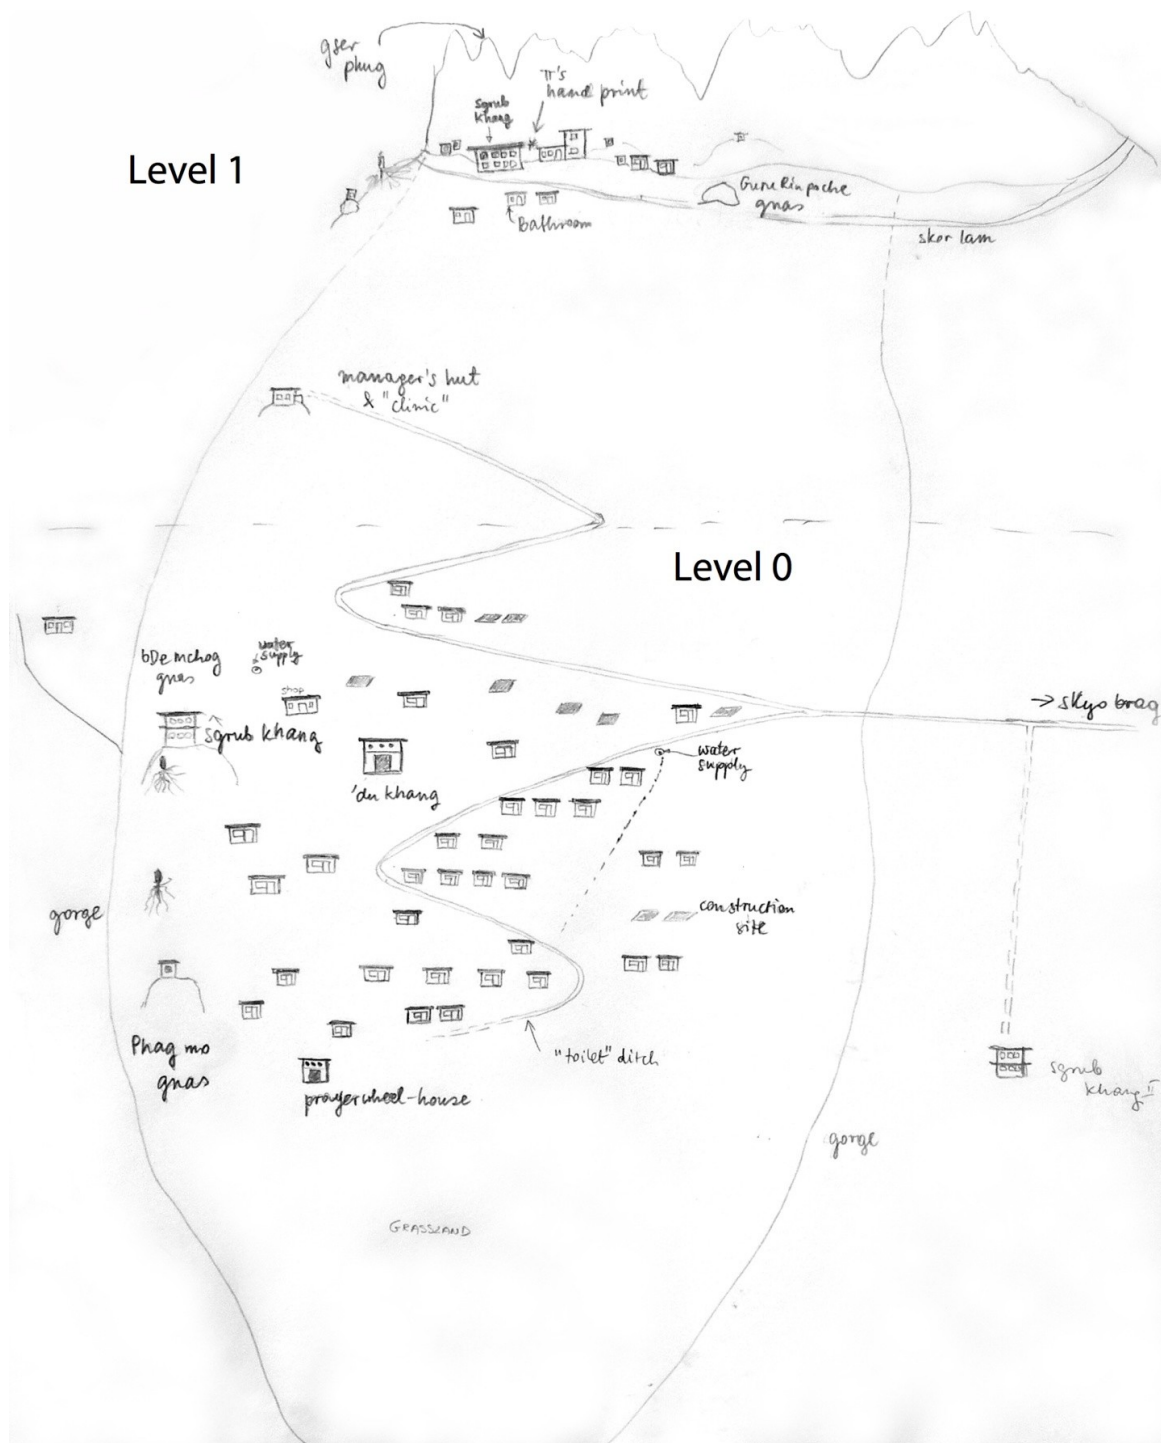 gser
phug
TT's
hand print
sgrub
khang
Level 1
Guru Rinpoche
gnas
Bathroom
skor lam
manager's hut
& "clinic"
Level 0
water
supply
bDe mchog
gnas
shop
→ skyo brag
sgrub khang
water
supply
'du khang
construction
site
gorge
"toilet" ditch
Phag mo
gnas
sgrub
khang II
prayerwheel-house
gorge
GRASSLAND